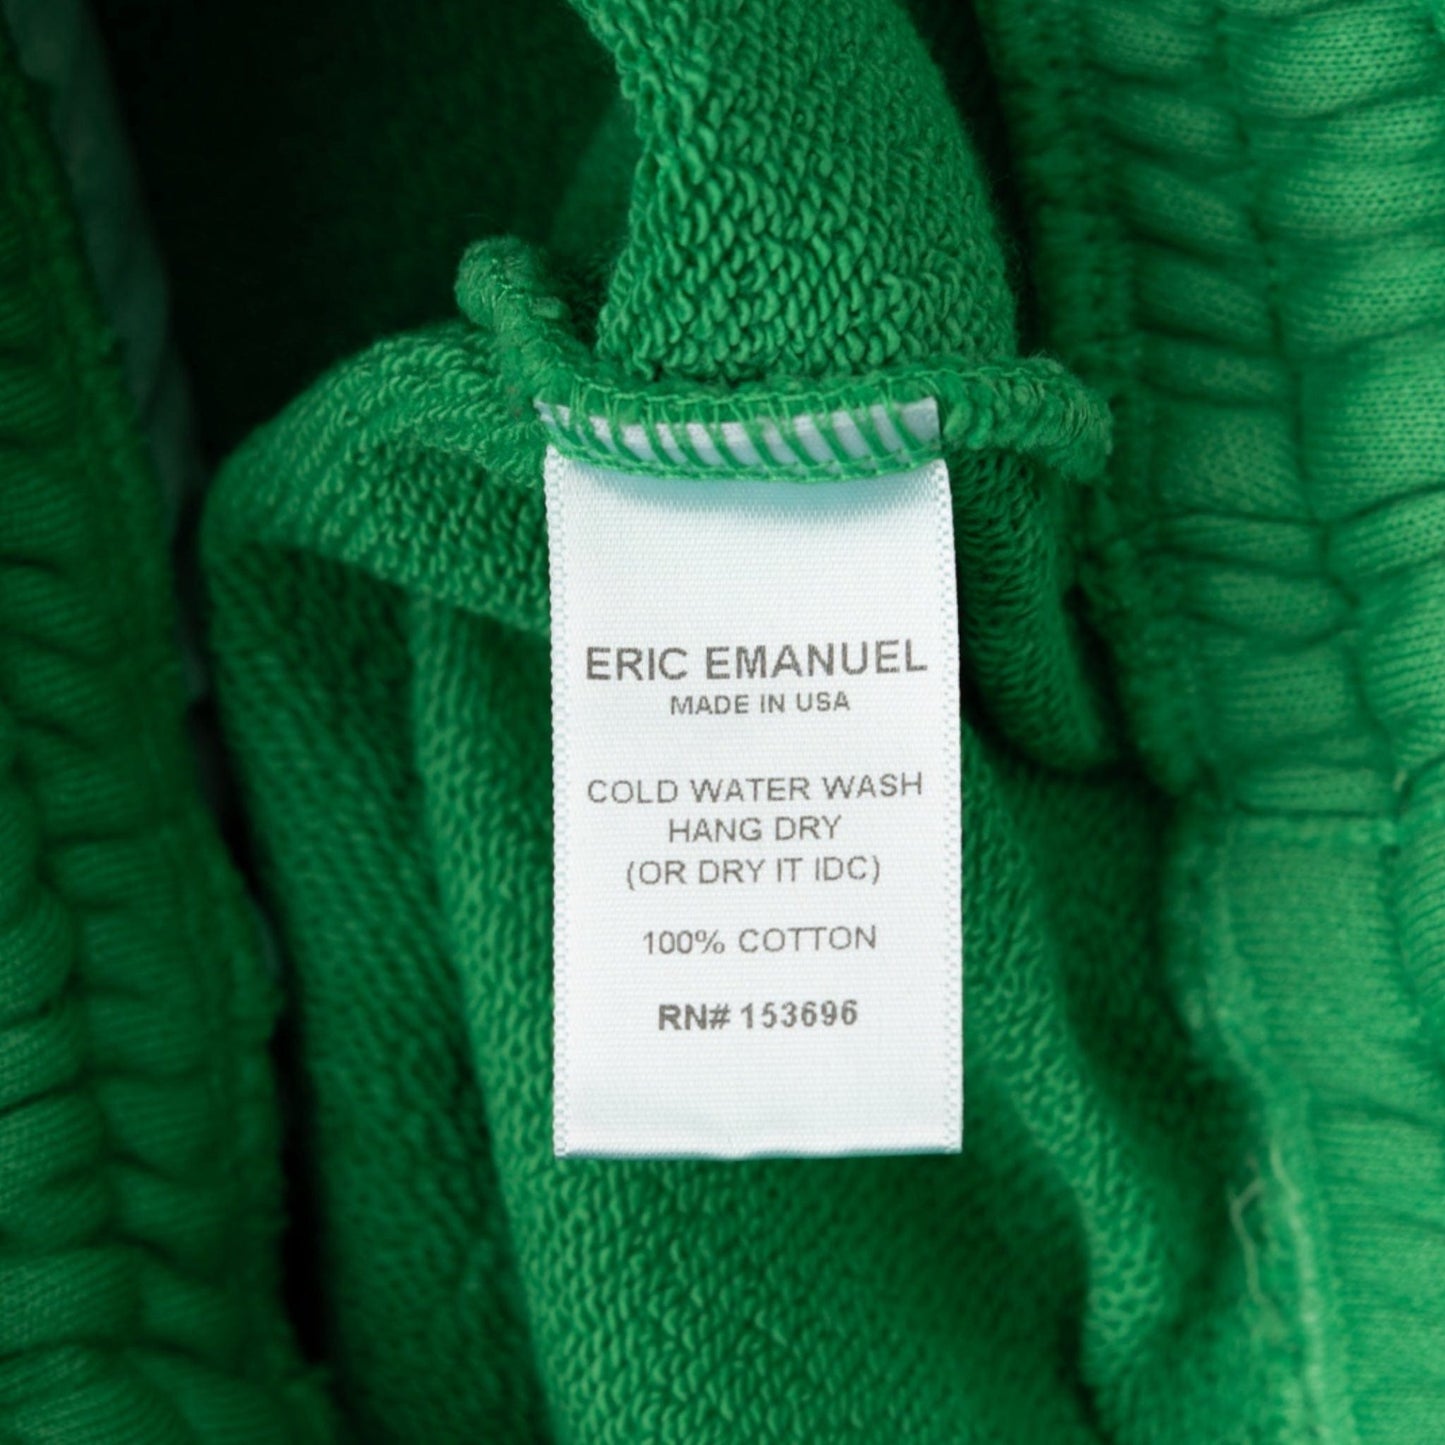 ERIC EMANUEL
MADE IN USA
COLD WATER WASH
HANG DRY
(OR DRY IT IDC)
100% COTTON
RN# 153696